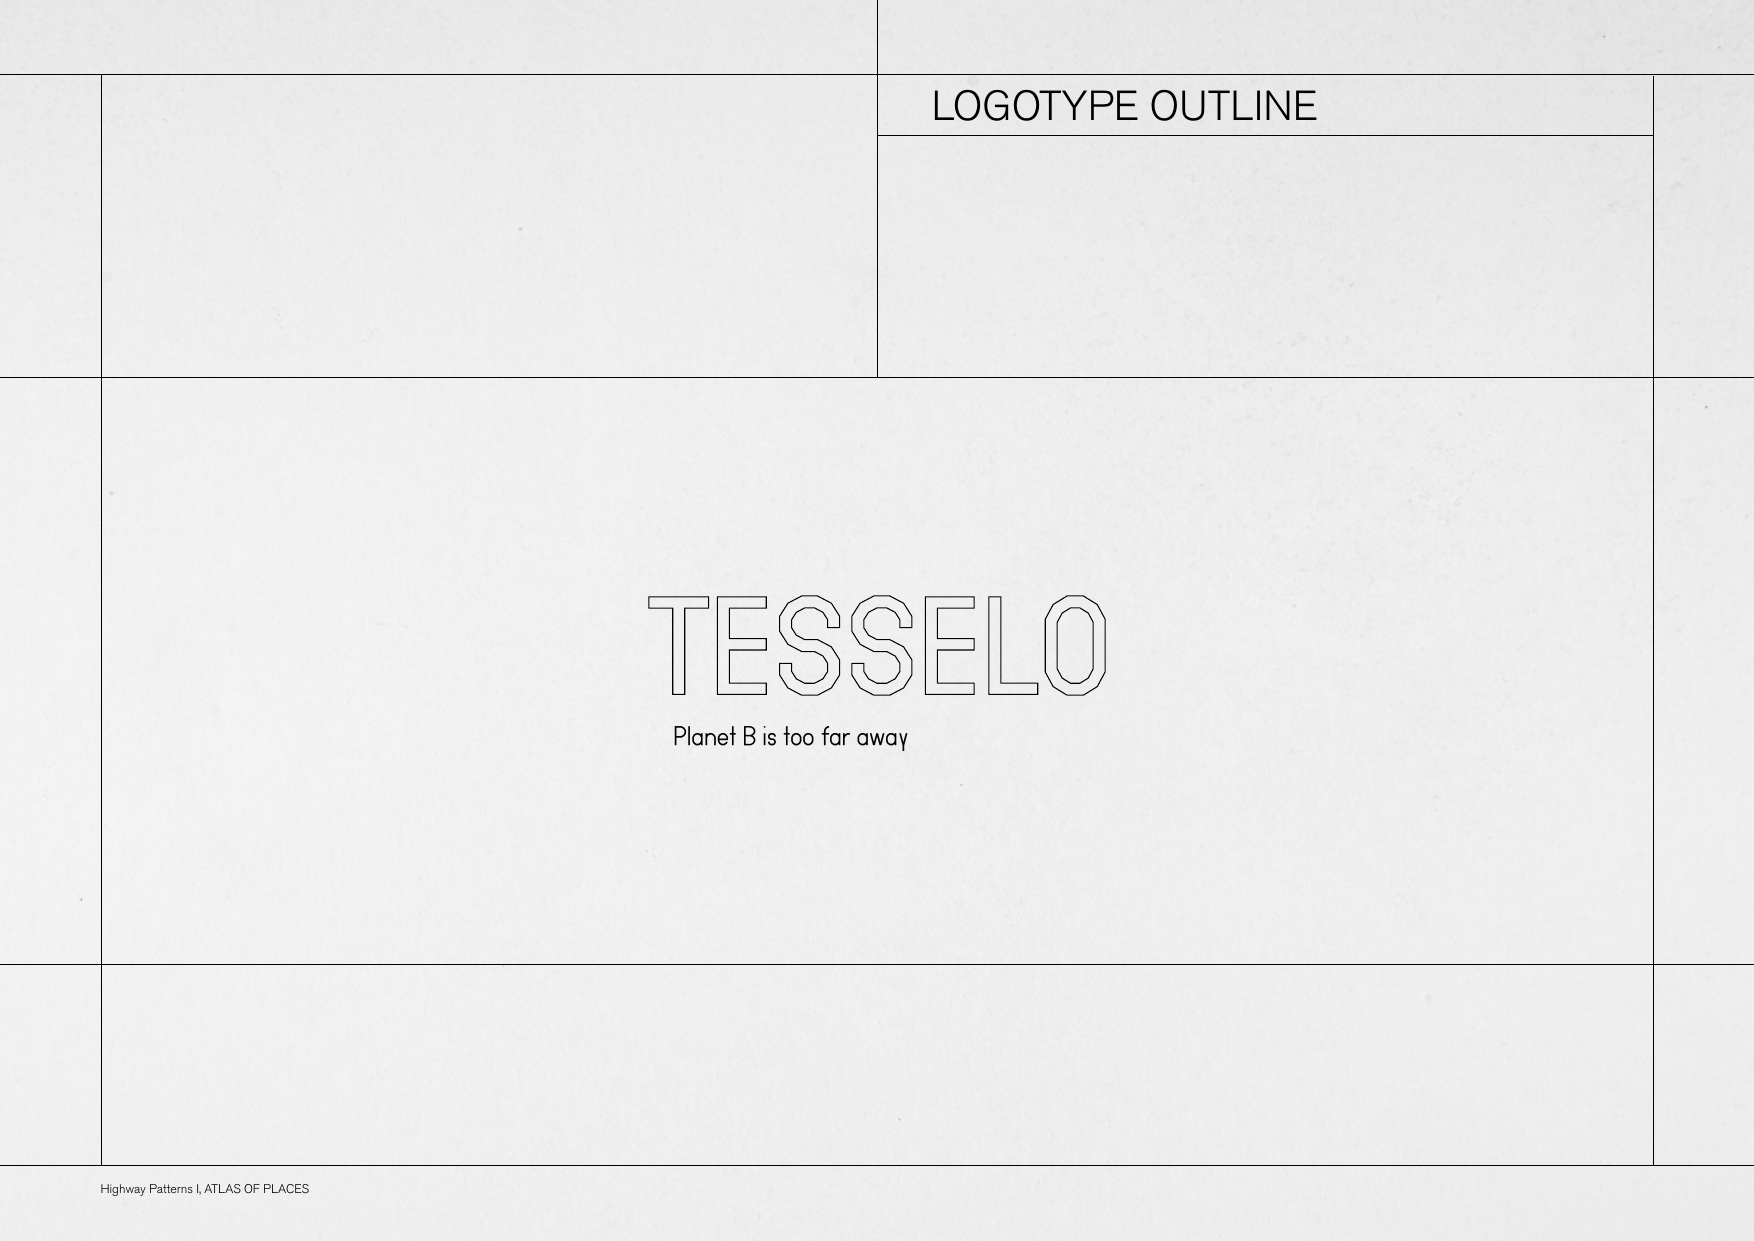 LOGOTYPE OUTLINE
TESSELO
Planet B is too far away
Highway Patterns I, ATLAS OF PLACES